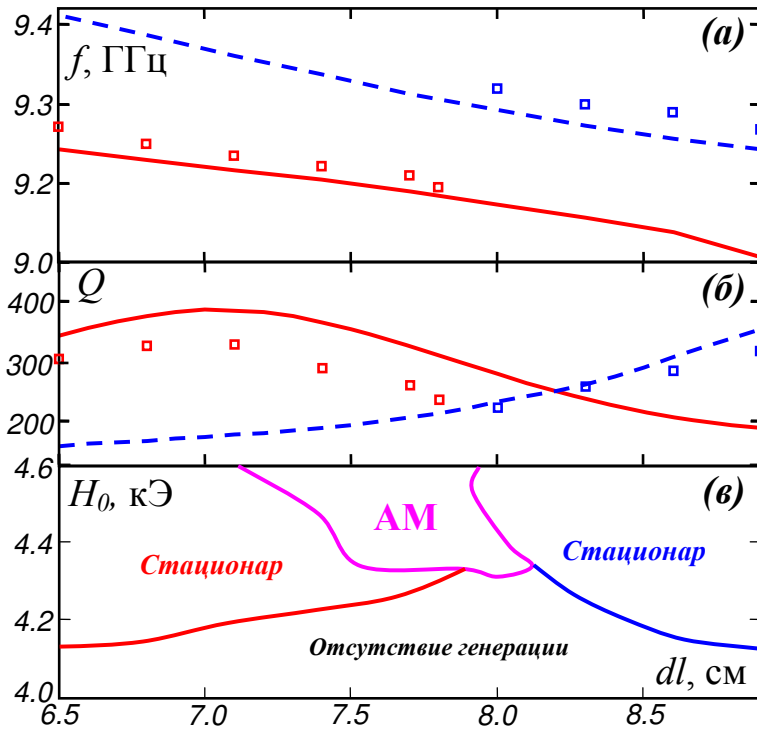 9.4
(а)
f, ГГц
9.3
9.2
9.0
Q
(б)
400
300
200
4.6
H0, кЭ
(в)
АМ
4.4
Стационар
Стационар
4.2
Отсутствие генерации
dl, см
4.0
6.5 7.0 7.5 8.0 8.5